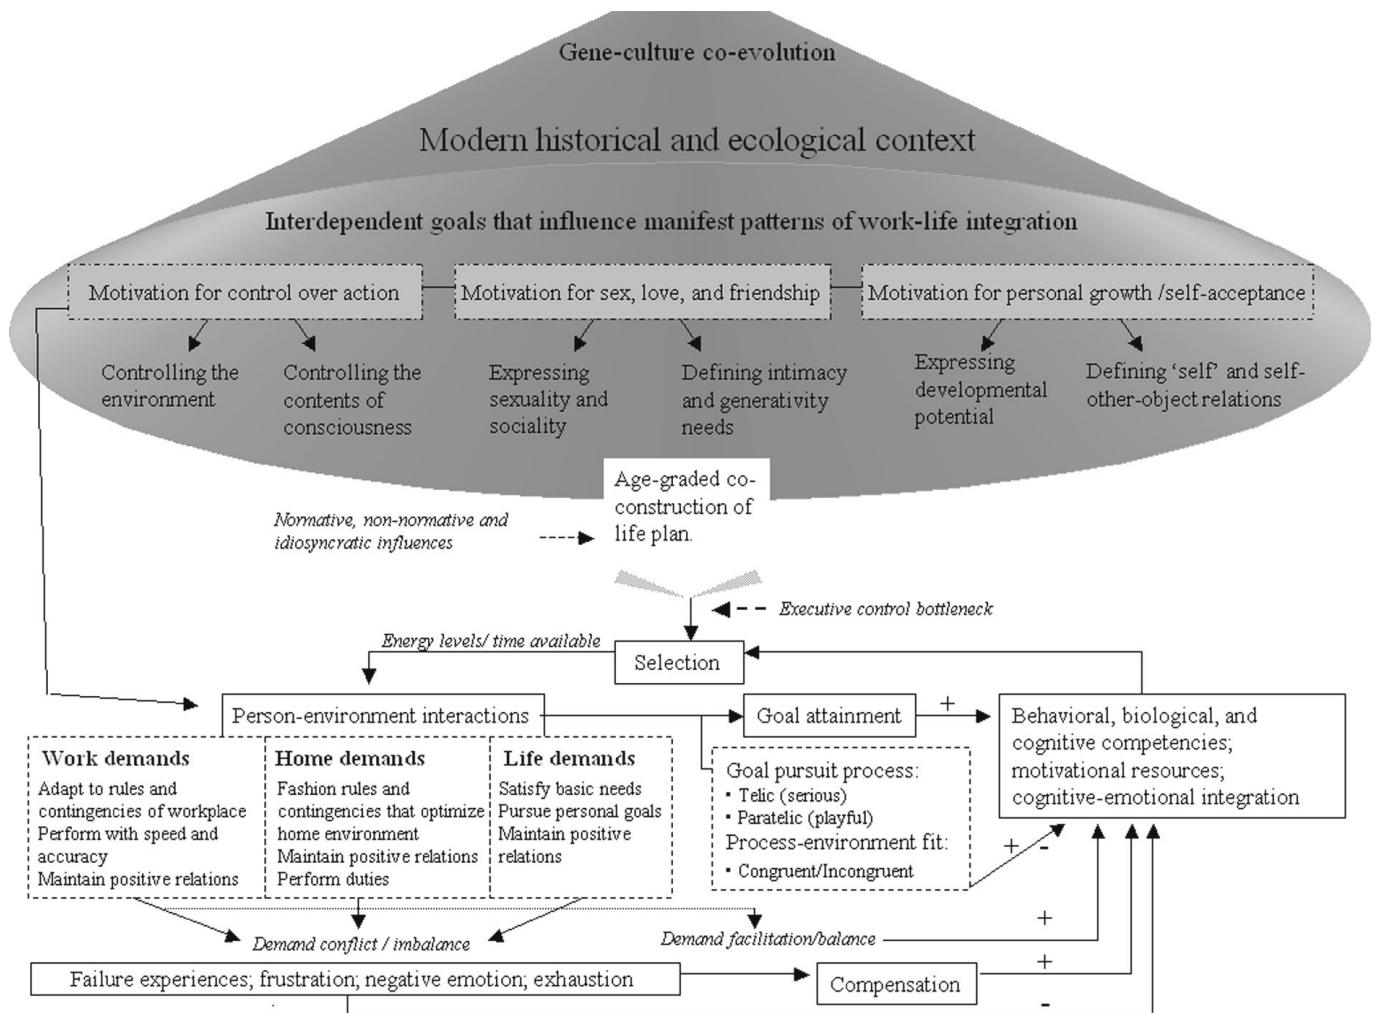 Gene-culture co-evolution
Modern historical and ecological context
Interdependent goals that influence manifest patterns of work-life integration
Motivation for control over action
Motivation for sex, love, and friendship
Motivation for personal growth /self-acceptance
Controlling the
environment
Controlling the
contents of
consciousness
Expressing
sexuality and
sociality
Defining intimacy
and generativity
needs
Expressing
developmental
potential
Defining ‘self’ and self-
other-object relations
Age-graded co-
construction of
life plan.
Normative, non-normative and
idiosyncratic influences
Executive control bottleneck
Energy levels/ time available
Selection
Person-environment interactions
Goal attainment
+
Behavioral, biological, and
cognitive competencies;
motivational resources;
cognitive-emotional integration
Work demands
Adapt to rules and
contingencies of workplace
Perform with speed and
accuracy
Maintain positive relations
Home demands
Fashion rules and
contingencies that optimize
home environment
Maintain positive relations
Perform duties
Life demands
Satisfy basic needs
Pursue personal goals
Maintain positive
relations
Goal pursuit process:
• Telic (serious)
• Paratelic (playful)
Process-environment fit:
• Congruent/Incongruent
+ -
Demand conflict / imbalance
Demand facilitation/balance
+
Failure experiences; frustration; negative emotion; exhaustion
Compensation
+
-